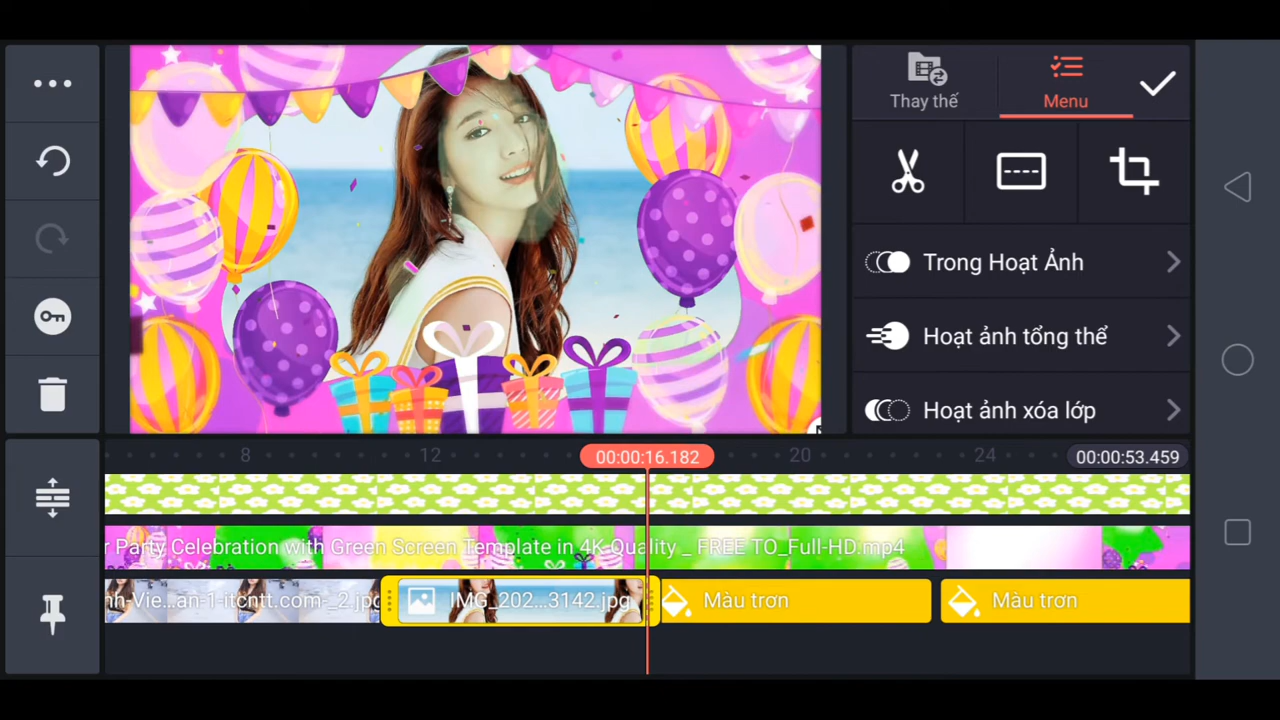 Thay thế
Menu
Trong Hoạt Ảnh
Hoạt ảnh tổng thể
Hoạt ảnh xóa lớp
8
12
00:00:16.182
20
24
00:00:53.459
r Party Celebration with Green Screen Template in 4K Quality _ FREE TO_Full-HD.mp4
nh-Vie...an-1-itcntt.com-_2 jpg
IMG_202...3142.jpg
Màu trơn
Màu trơn